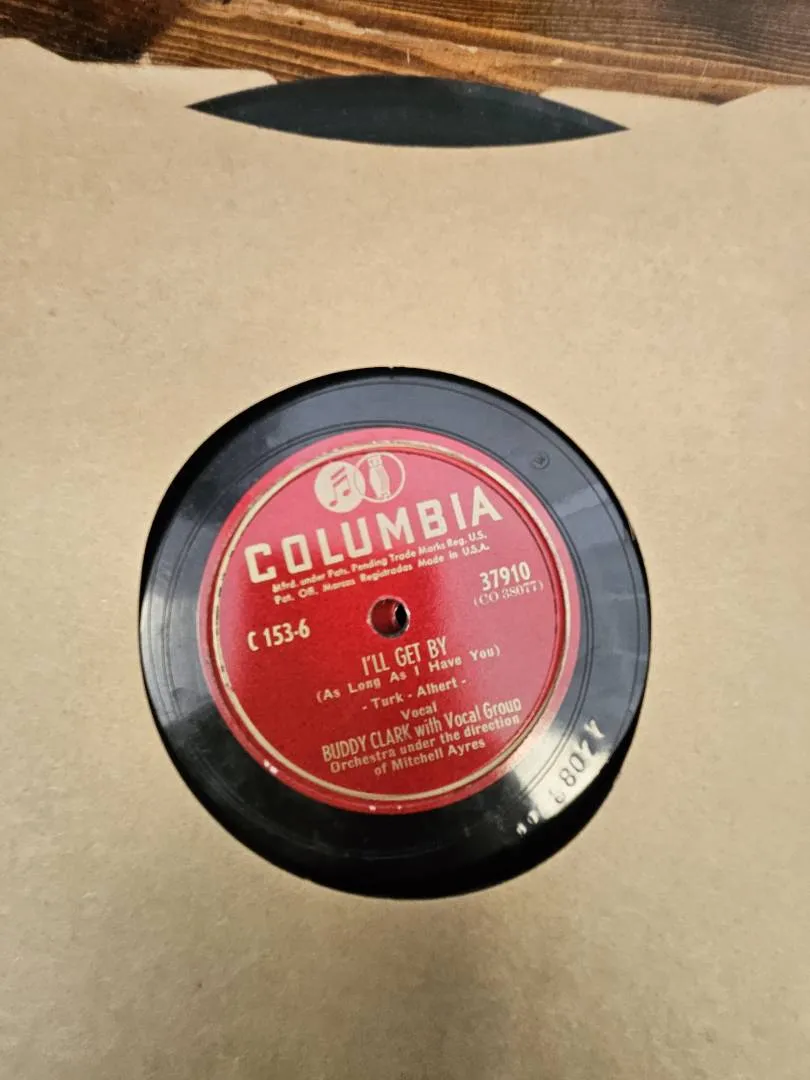 COLUMBIA
Mfrd. under Pats. Pending Trade Marks Reg. U.S.
Pat. Off. Marcas Registradas Made in U.S.A.
37910
(CO 38077)
C 153-6
I'LL GET BY
(As Long As I Have You)
- Turk - Alhert -
Vocal
BUDDY CLARK with Vocal Group
Orchestra under the direction
of Mitchell Ayres